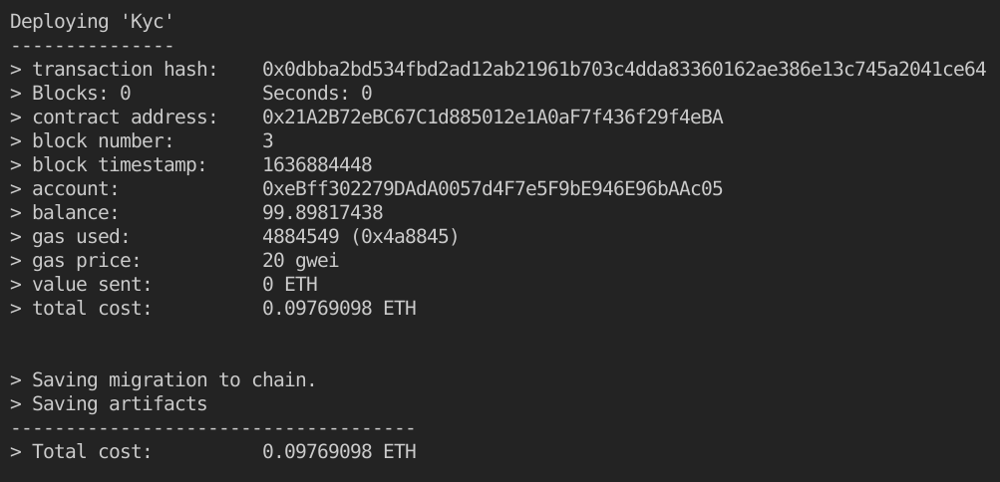 Deploying 'Kyc'
---------------
> transaction hash:    0x0dbba2bd534fbd2ad12ab21961b703c4dda83360162ae386e13c745a2041ce64
> Blocks: 0            Seconds: 0
> contract address:    0x21A2B72eBC67C1d885012e1A0aF7f436f29f4eBA
> block number:        3
> block timestamp:     1636884448
> account:             0xeBff302279DAdA0057d4F7e5F9bE946E96bAAc05
> balance:             99.89817438
> gas used:            4884549 (0x4a8845)
> gas price:           20 gwei
> value sent:          0 ETH
> total cost:          0.09769098 ETH
> Saving migration to chain.
> Saving artifacts
-------------------------------------
> Total cost:          0.09769098 ETH